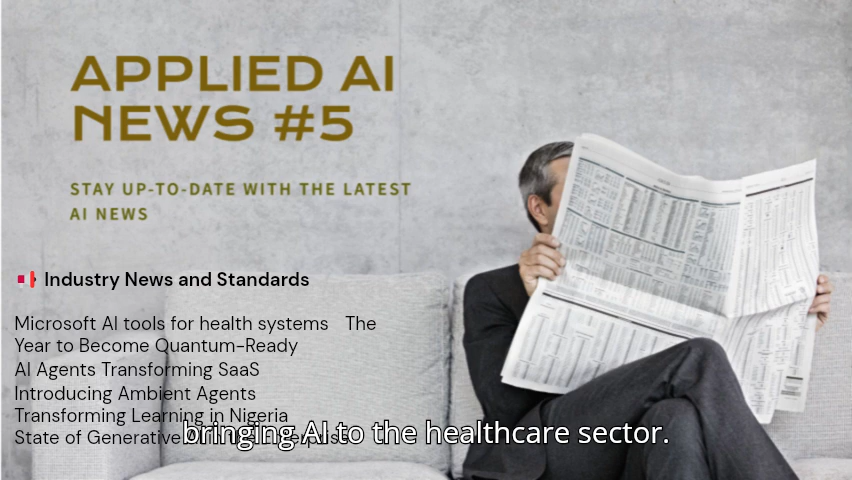 APPLIED AI
NEWS #5
STAY UP-TO-DATE WITH THE LATEST
AI NEWS
Industry News and Standards
Microsoft AI tools for health systems The
Year to Become Quantum-Ready
AI Agents Transforming SaaS
Introducing Ambient Agents
Transforming Learning in Nigeria
State of Generative
bringing AI to the healthcare sector.